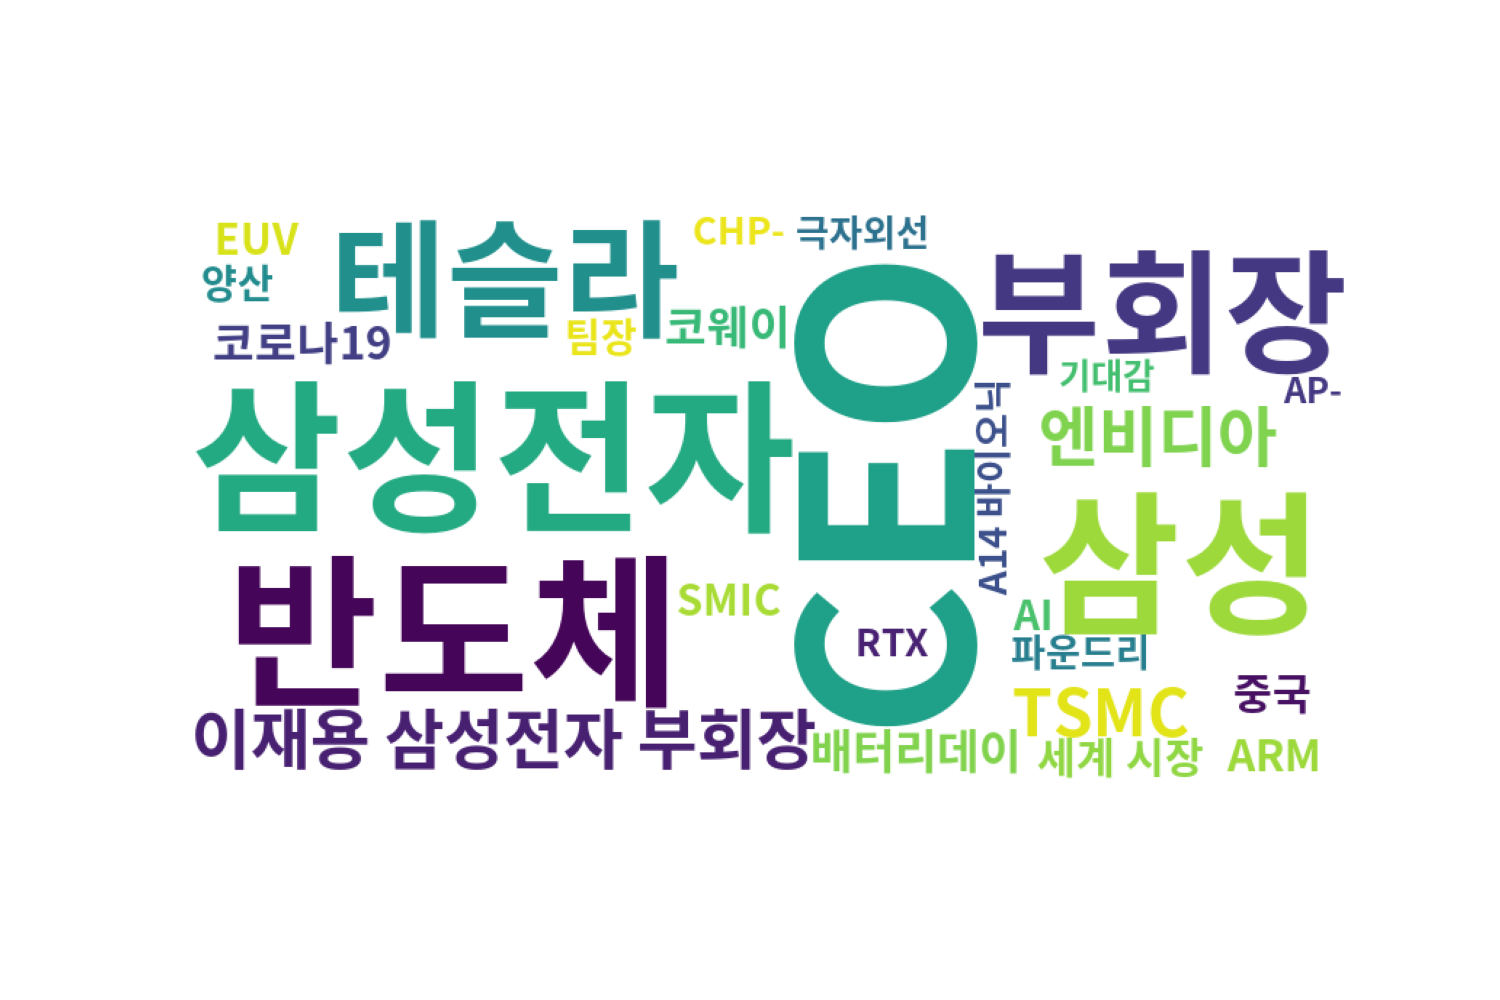 EUV
테슬라
CHP-
극자외선
양산
부회장
코로나19
팀장
코웨이
CEO
기대감
AP-
삼성전자
A14 바이오닉
엔비디아
삼성
반도체
SMIC
RTX
AI
파운드리
이재용 삼성전자 부회장
TSMC
중국
배터리데이
세계 시장
ARM